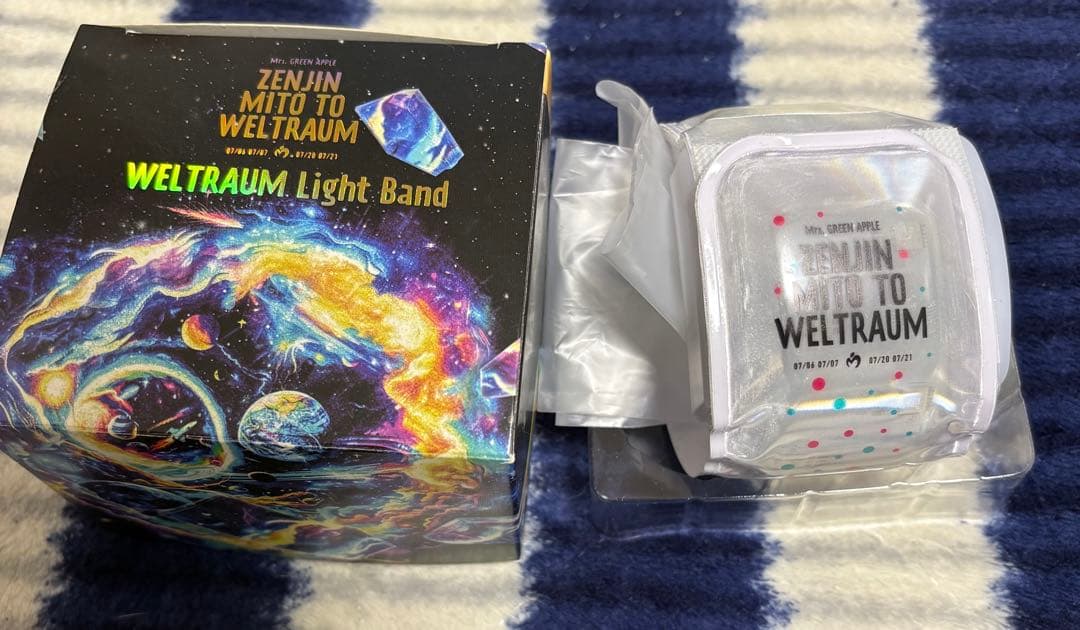 Mrs. GREEN APPLE
ZENJIN
MITO TO
WELTRAUM
07/06 07/07 07/20 07/21
WELTRAUM Light Band
Mrs. GREEN APPLE
ZENJIN
MITO TO
WELTRAUM
07/06 07/07 07/20 07/21